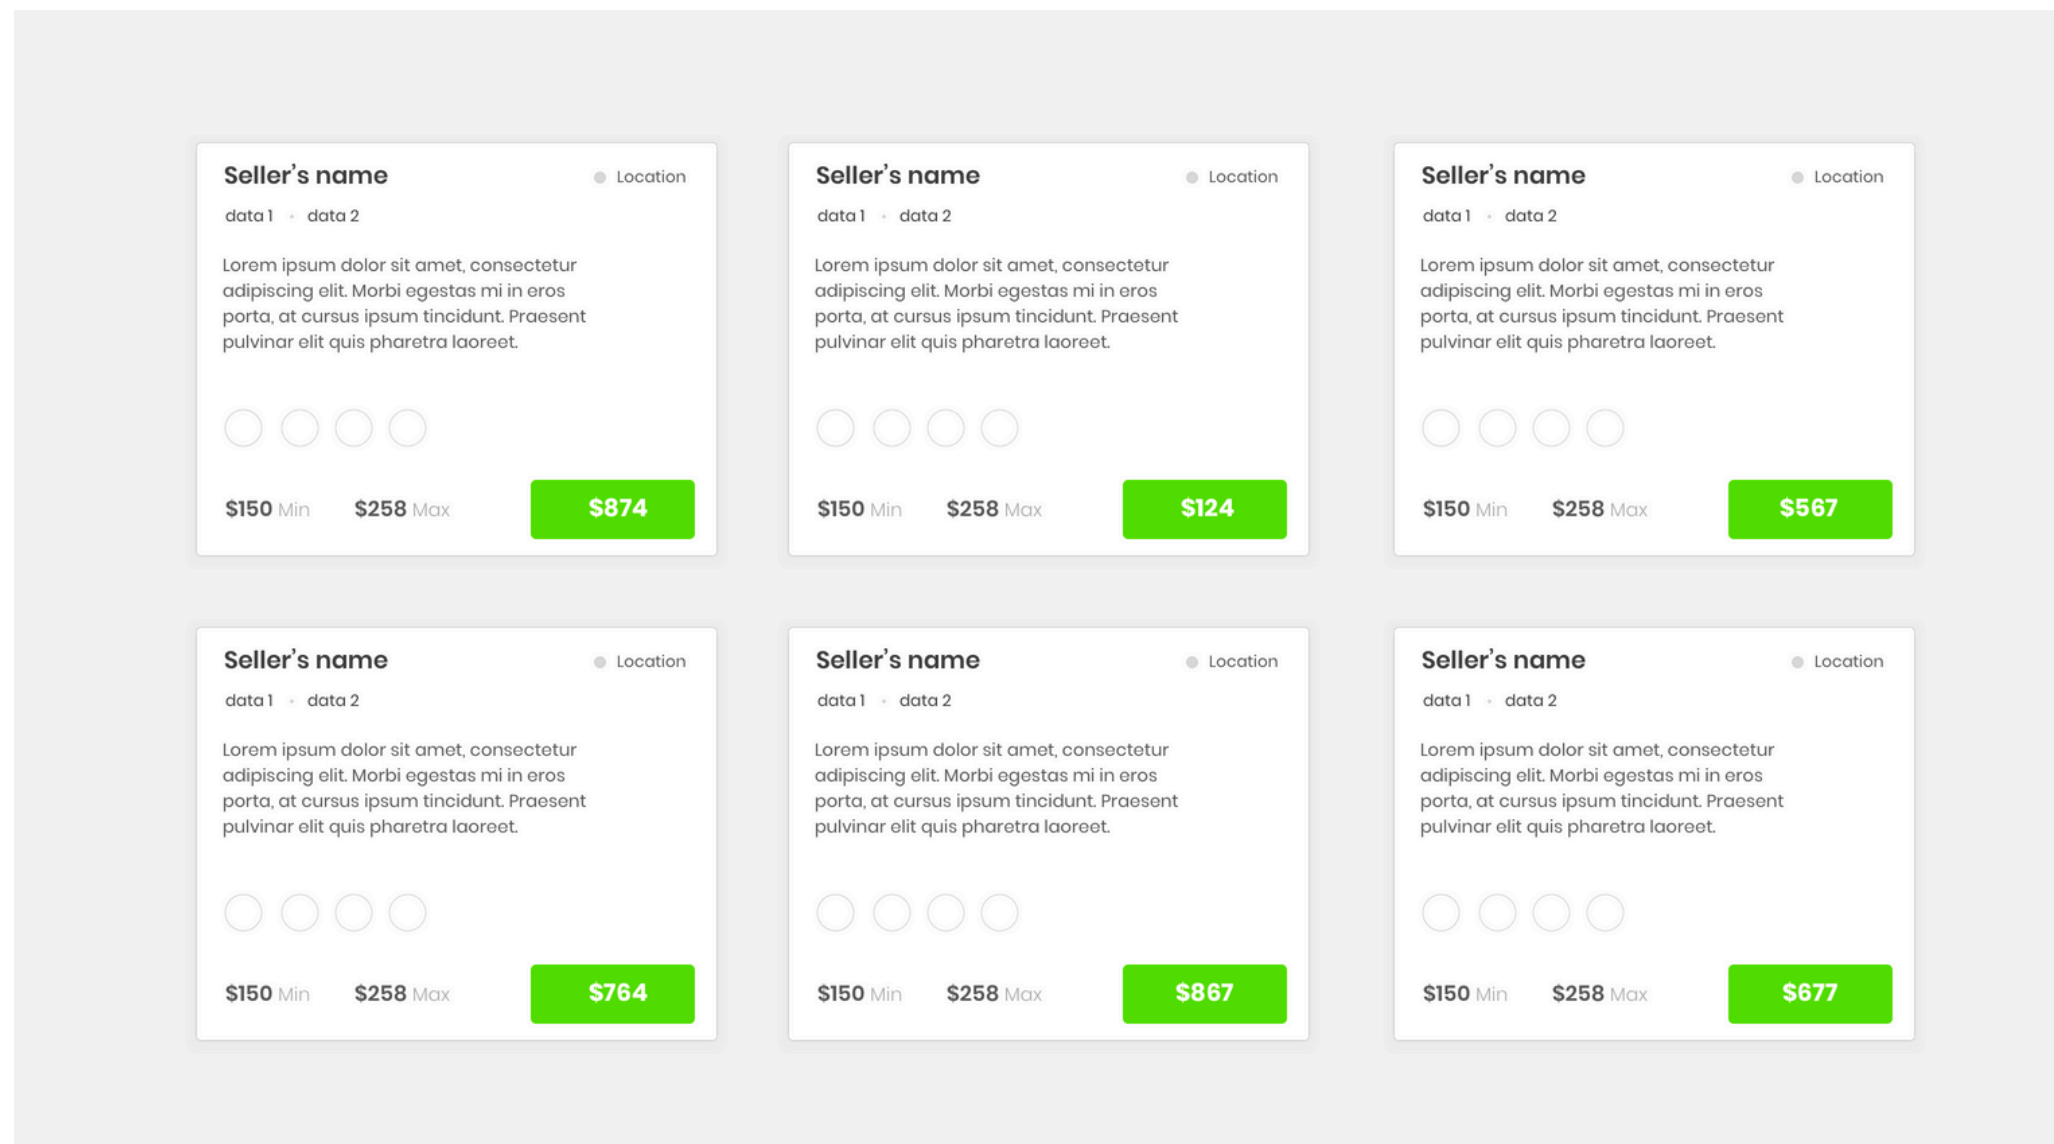 Seller's name
Location
data 1 • data 2
Lorem ipsum dolor sit amet, consectetur
adipiscing elit. Morbi egestas mi in eros
porta, at cursus ipsum tincidunt. Praesent
pulvinar elit quis pharetra laoreet.
$150 Min $258 Max $874
Seller's name
Location
data 1 • data 2
Lorem ipsum dolor sit amet, consectetur
adipiscing elit. Morbi egestas mi in eros
porta, at cursus ipsum tincidunt. Praesent
pulvinar elit quis pharetra laoreet.
$150 Min $258 Max $124
Seller's name
Location
data 1 • data 2
Lorem ipsum dolor sit amet, consectetur
adipiscing elit. Morbi egestas mi in eros
porta, at cursus ipsum tincidunt. Praesent
pulvinar elit quis pharetra laoreet.
$150 Min $258 Max $567
Seller's name
Location
data 1 • data 2
Lorem ipsum dolor sit amet, consectetur
adipiscing elit. Morbi egestas mi in eros
porta, at cursus ipsum tincidunt. Praesent
pulvinar elit quis pharetra laoreet.
$150 Min $258 Max $764
Seller's name
Location
data 1 • data 2
Lorem ipsum dolor sit amet, consectetur
adipiscing elit. Morbi egestas mi in eros
porta, at cursus ipsum tincidunt. Praesent
pulvinar elit quis pharetra laoreet.
$150 Min $258 Max $867
Seller's name
Location
data 1 • data 2
Lorem ipsum dolor sit amet, consectetur
adipiscing elit. Morbi egestas mi in eros
porta, at cursus ipsum tincidunt. Praesent
pulvinar elit quis pharetra laoreet.
$150 Min $258 Max $677